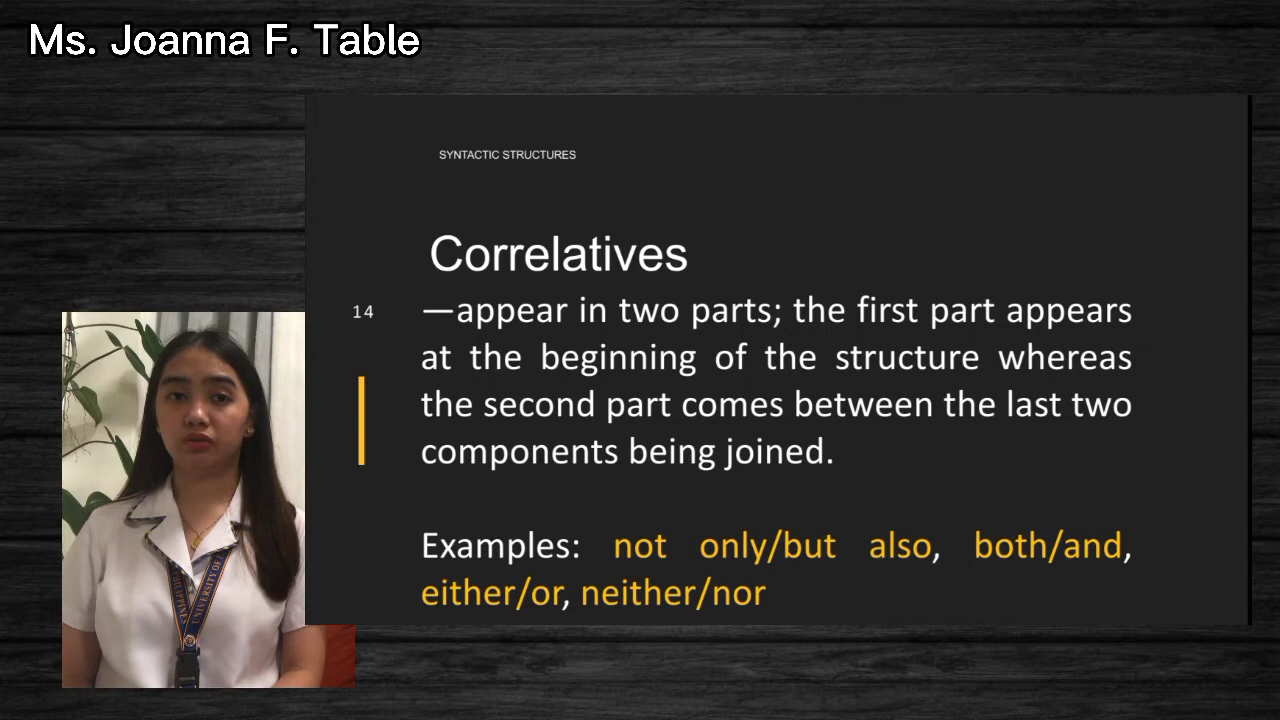 Ms. Joanna F. Table
SYNTACTIC STRUCTURES
Correlatives
14
—appear in two parts; the first part appears
at the beginning of the structure whereas
the second part comes between the last two
components being joined.
Examples: not only/but also, both/and,
either/or, neither/nor
UNIVERSITY OF